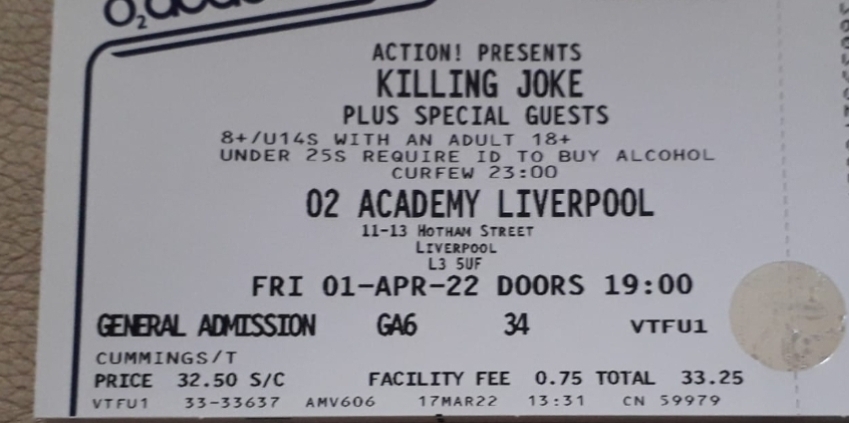 ACTION! PRESENTS
KILLING JOKE
PLUS SPECIAL GUESTS
8+/U14S WITH AN ADULT 18+
UNDER 25S REQUIRE ID TO BUY ALCOHOL
CURFEW 23:00
O2 ACADEMY LIVERPOOL
11-13 HOTHAM STREET
LIVERPOOL
L3 5UF
FRI 01-APR-22 DOORS 19:00
GENERAL ADMISSION GA6 34 VTFU1
CUMMINGS/T
PRICE 32.50 S/C FACILITY FEE 0.75 TOTAL 33.25
VTFU1 33-33637 AMV606 17MAR22 13:31 CN 59979